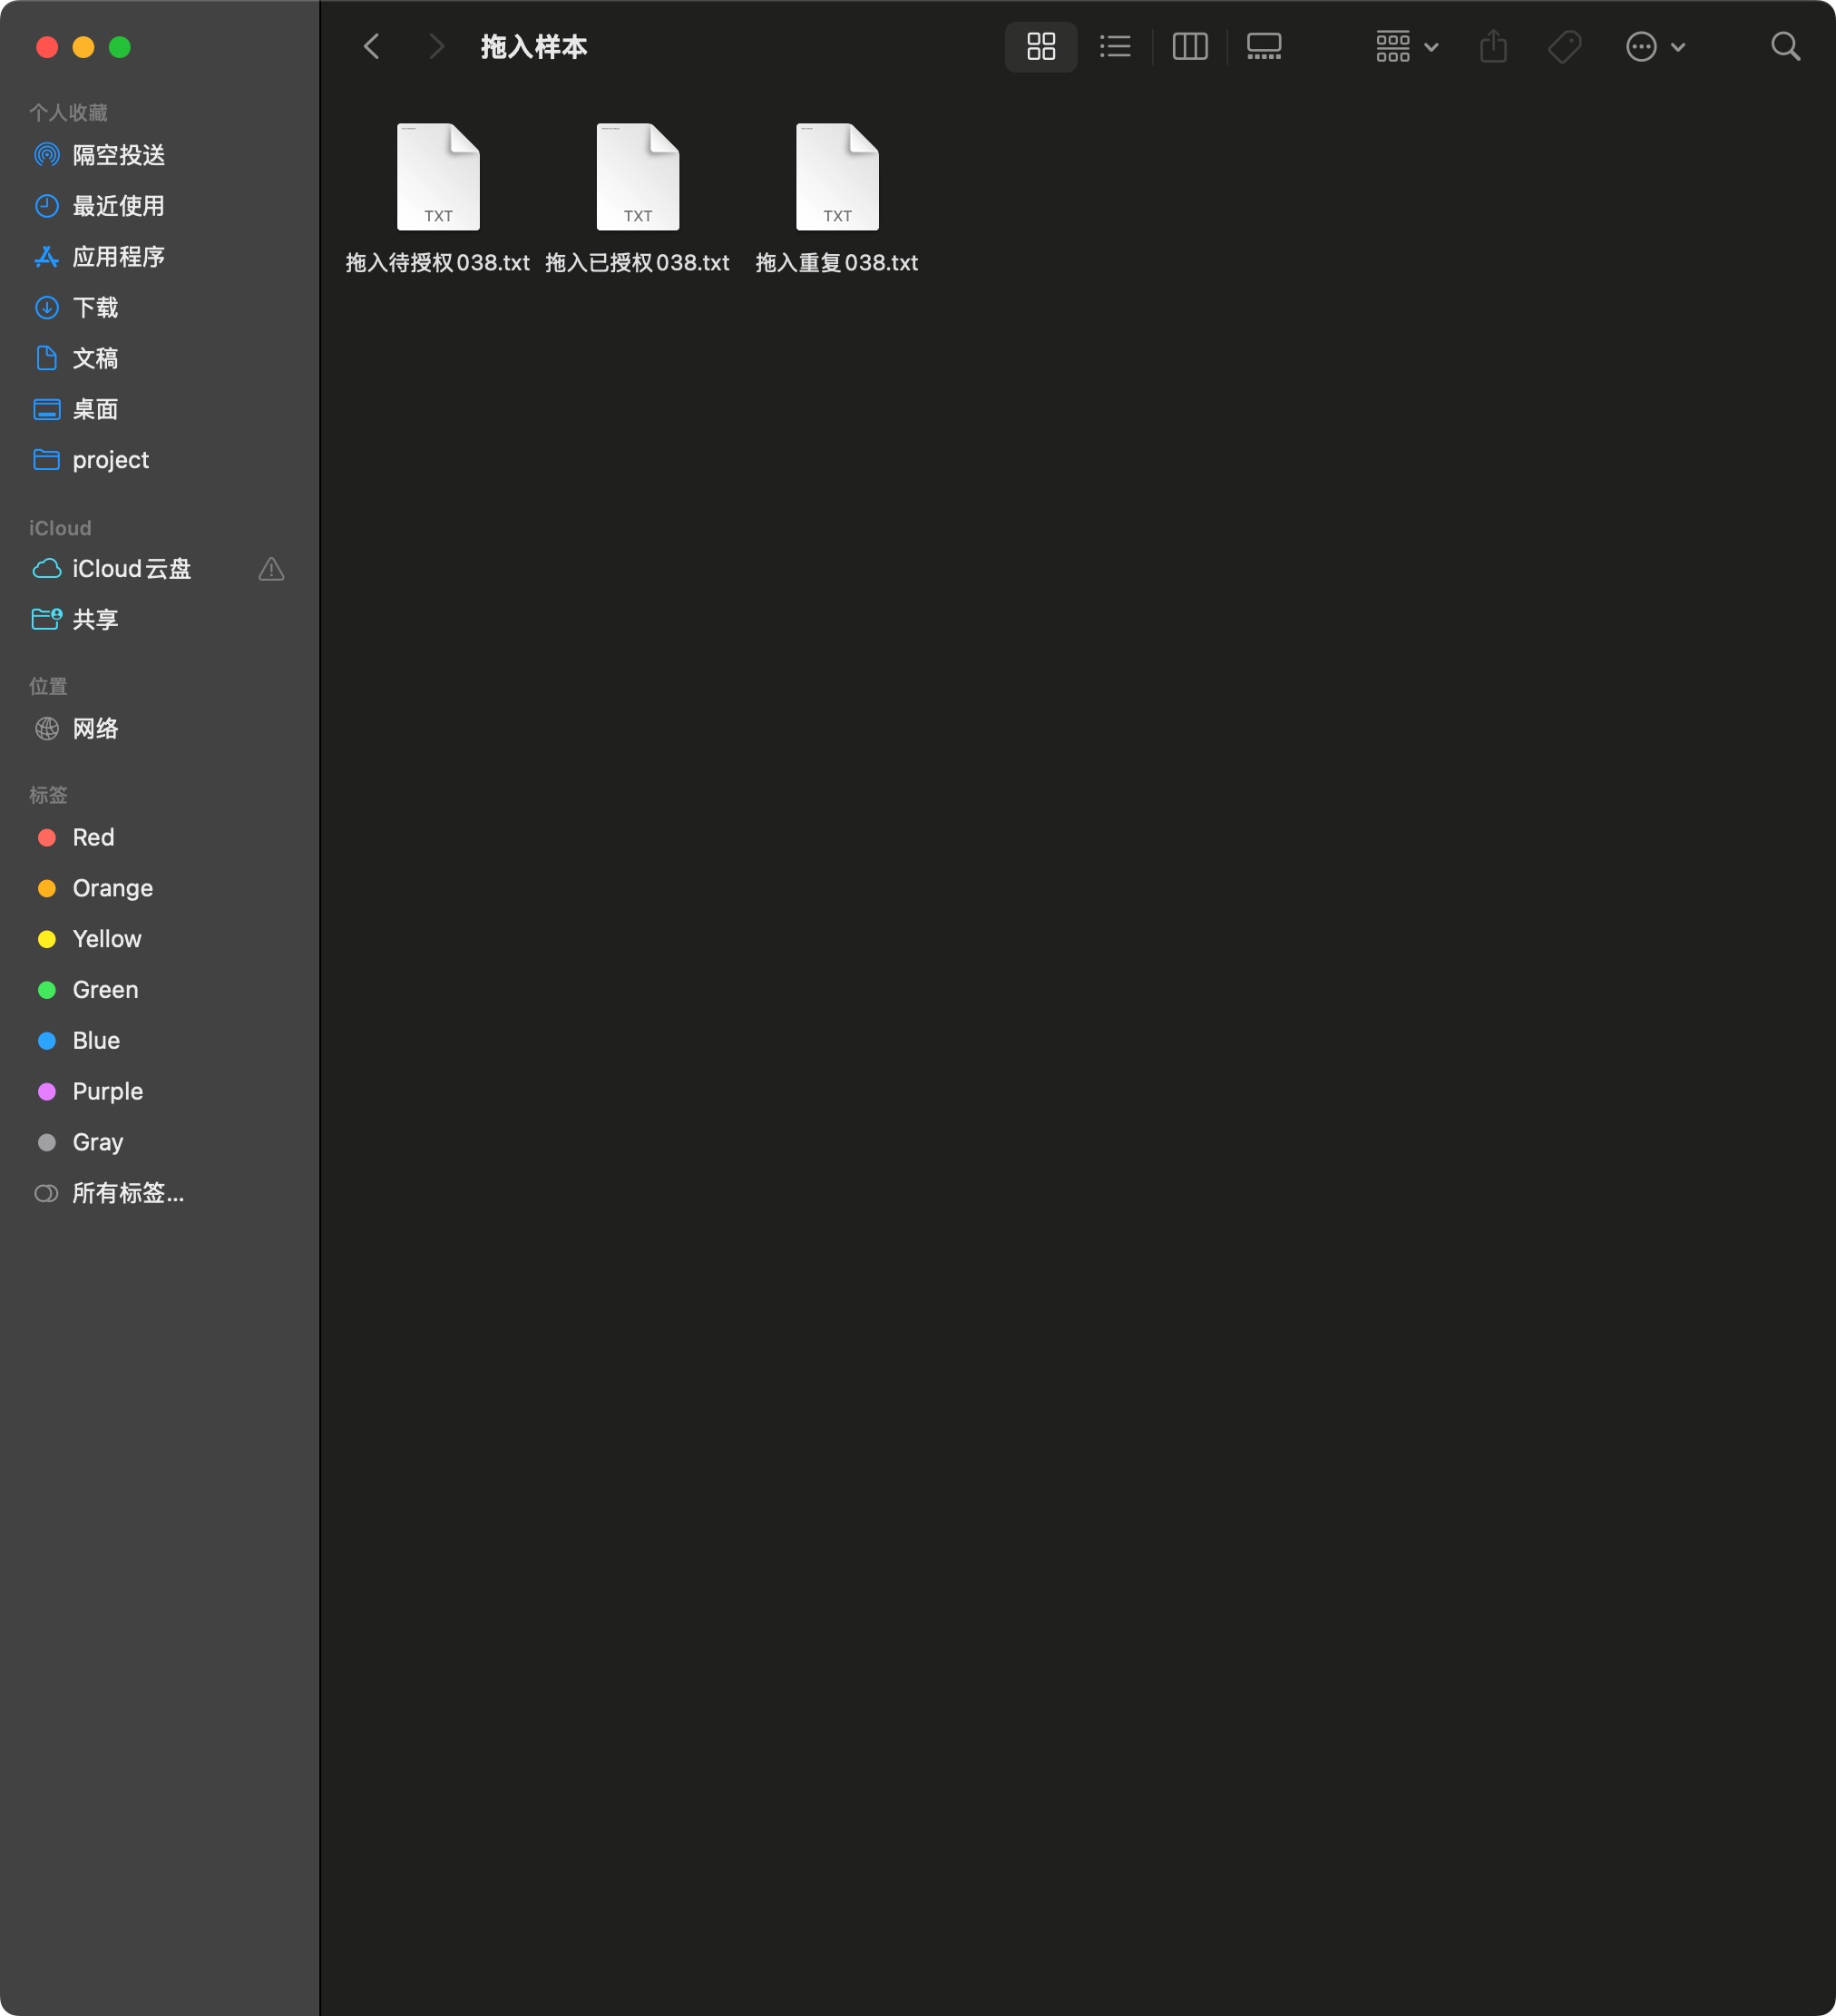 拖入样本
个人收藏
隔空投送
最近使用
应用程序
下载
文稿
桌面
project
iCloud
iCloud云盘
共享
位置
网络
标签
Red
Orange
Yellow
Green
Blue
Purple
Gray
所有标签...
TXT
TXT
TXT
拖入待授权038.txt
拖入已授权038.txt
拖入重复038.txt